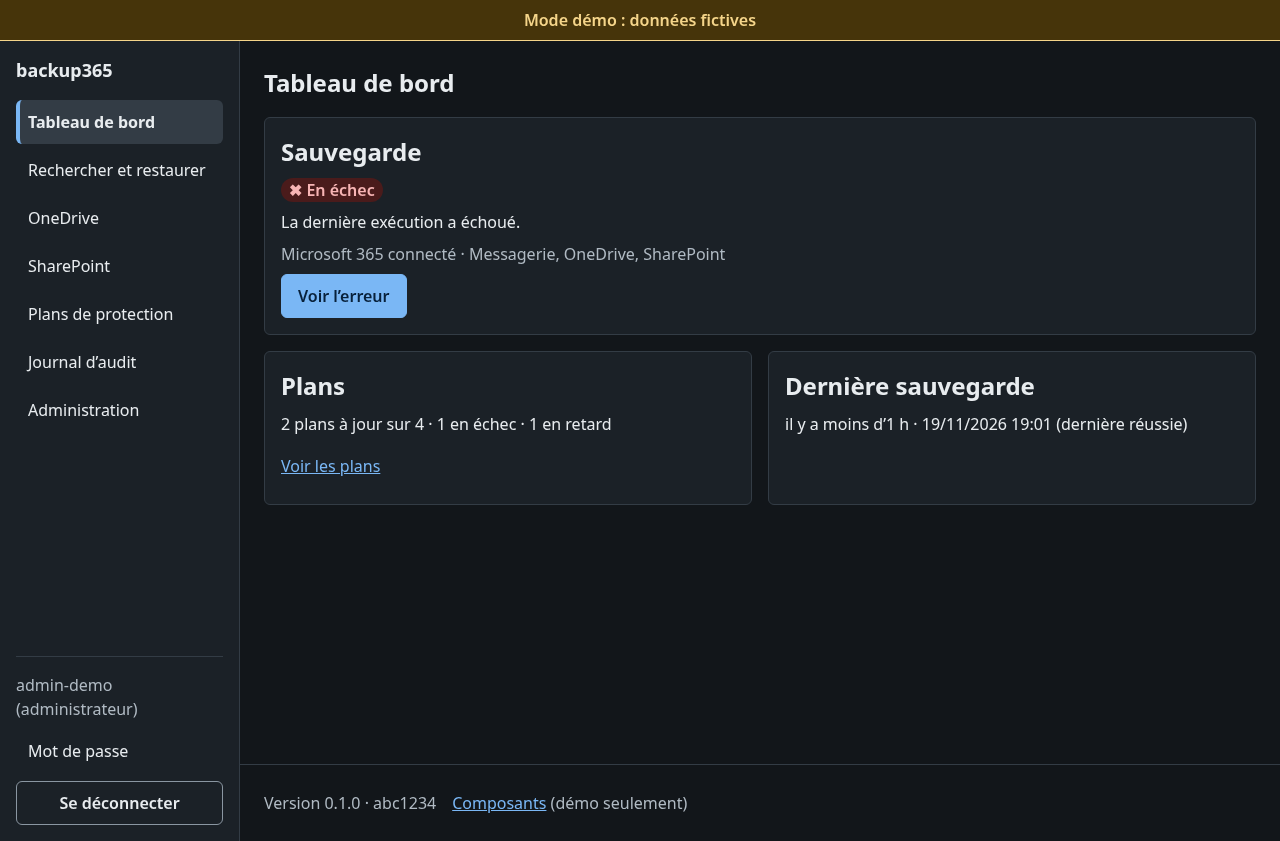 Mode démo : données fictives
backup365
Tableau de bord
Rechercher et restaurer
OneDrive
SharePoint
Plans de protection
Journal d’audit
Administration
admin-demo
(administrateur)
Mot de passe
Se déconnecter
Tableau de bord
Sauvegarde
✖ En échec
La dernière exécution a échoué.
Microsoft 365 connecté · Messagerie, OneDrive, SharePoint
Voir l’erreur
Plans
2 plans à jour sur 4 · 1 en échec · 1 en retard
Voir les plans
Dernière sauvegarde
il y a moins d’1 h · 19/11/2026 19:01 (dernière réussie)
Version 0.1.0 · abc1234 Composants (démo seulement)